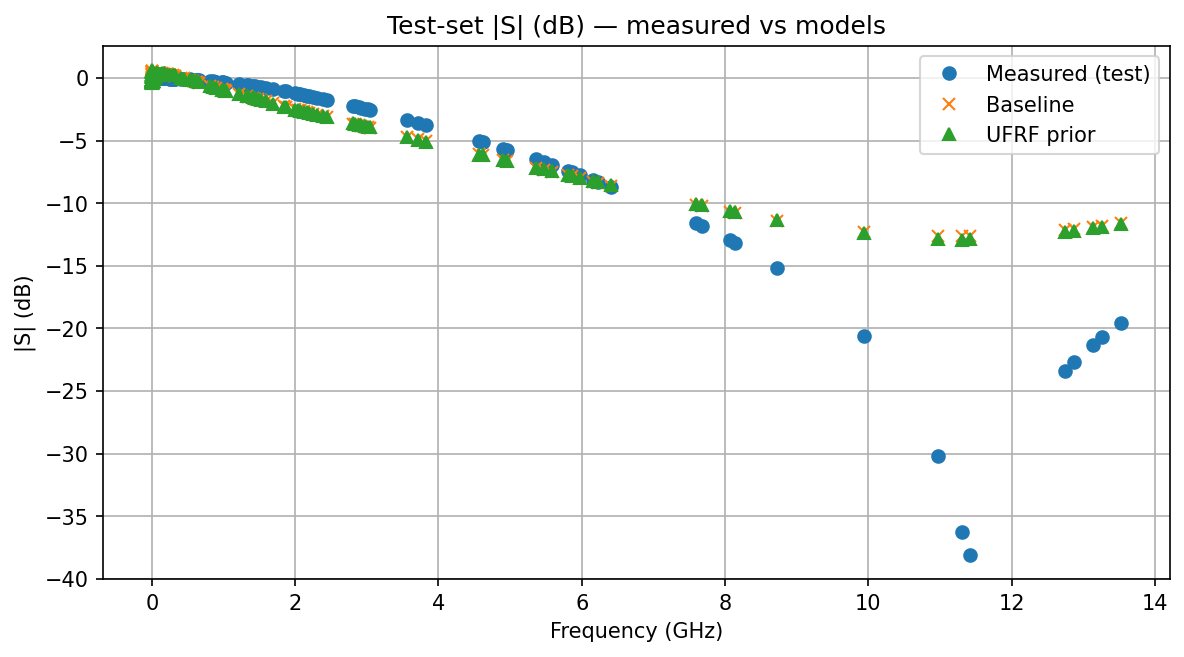 Test-set |S| (dB) — measured vs models
Measured (test)
Baseline
UFRF prior
|S| (dB)
0
−5
−10
−15
−20
−25
−30
−35
−40
0 2 4 6 8 10 12 14
Frequency (GHz)